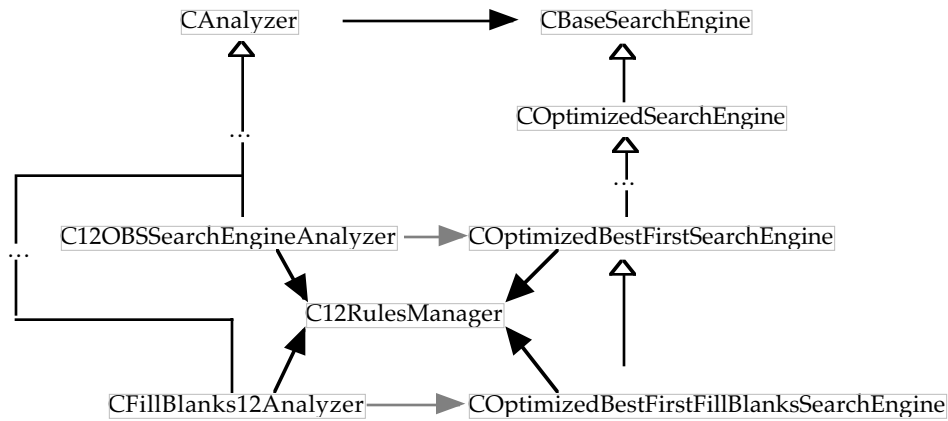 CAnalyzer CBaseSearchEngine
COptimizedSearchEngine
...
...
C12OBSSearchEngineAnalyzer COptimizedBestFirstSearchEngine
...
C12RulesManager
CFillBlanks12Analyzer COptimizedBestFirstFillBlanksSearchEngine